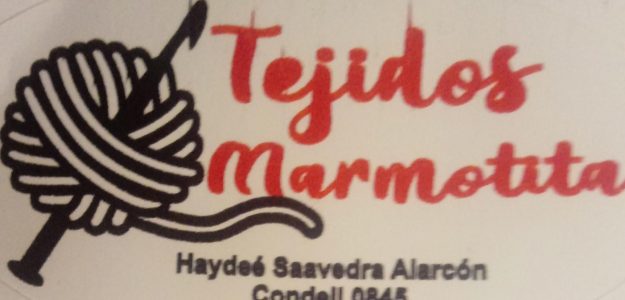 Tejidos
Marmotita
Haydeé Saavedra Alarcón
Condell 0845